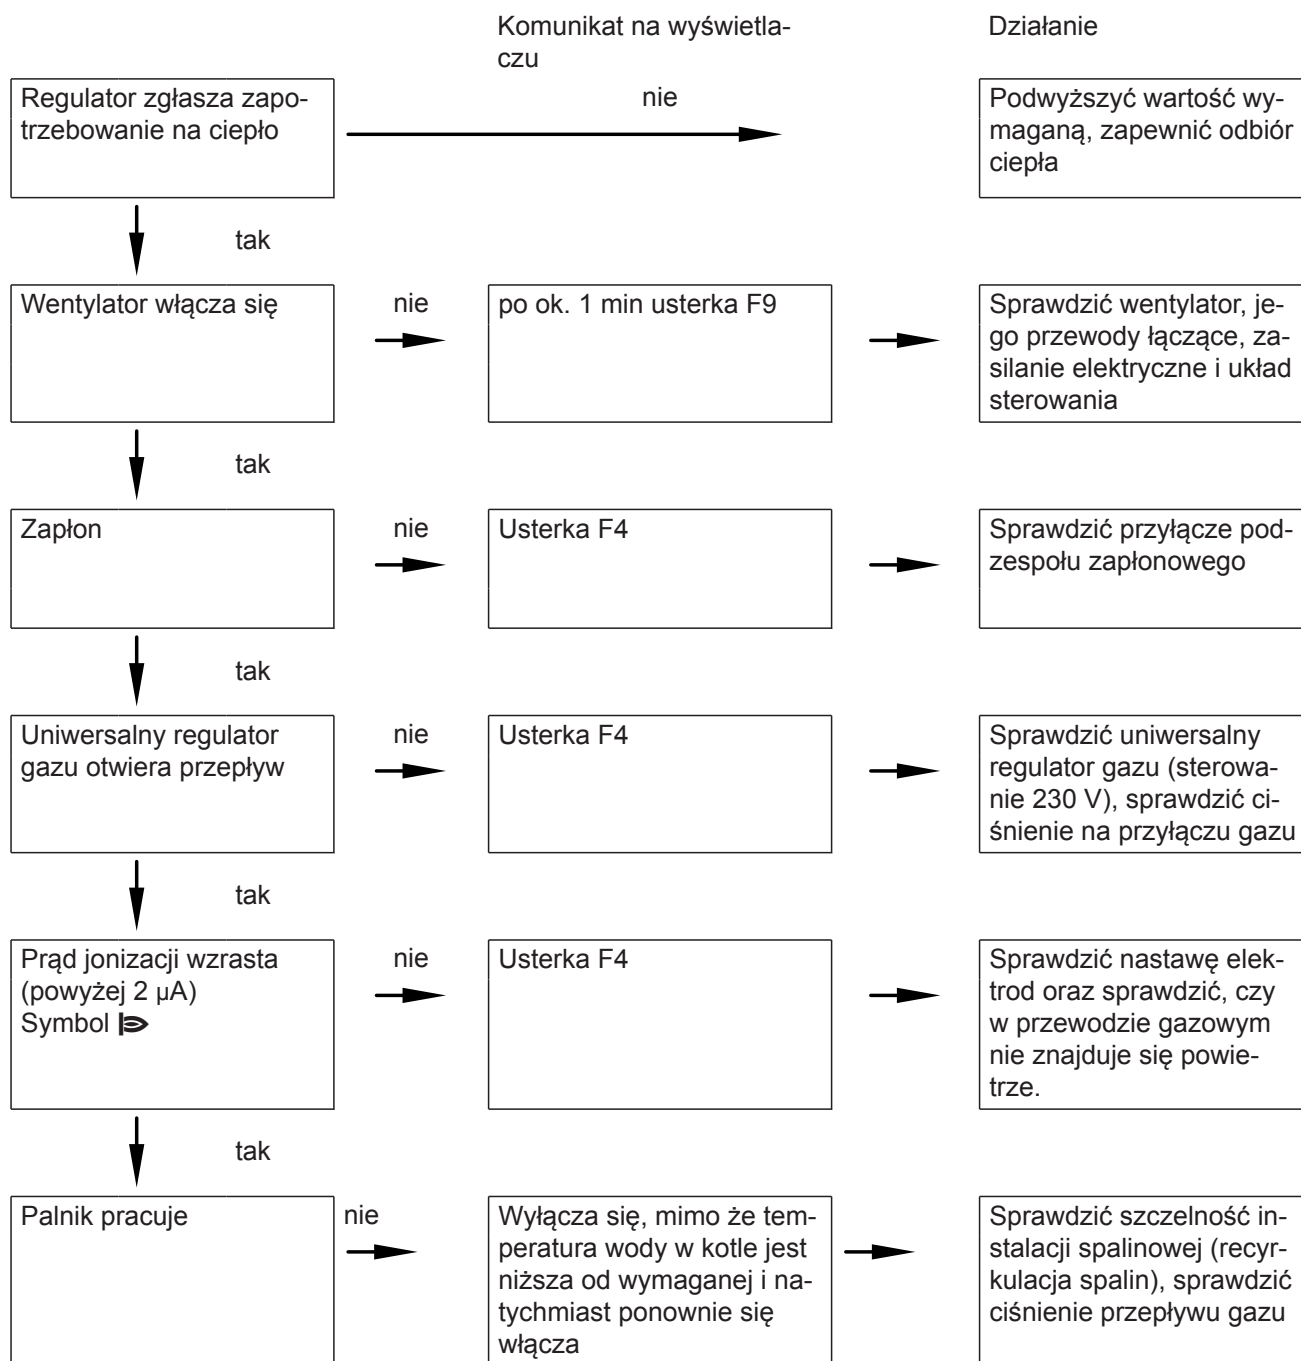 Komunikat na wyświetla-
czu
Działanie
Regulator zgłasza zapo-
trzebowanie na ciepło
nie
Podwyższyć wartość wy-
maganą, zapewnić odbiór
ciepła
tak
Wentylator włącza się
nie
po ok. 1 min usterka F9
Sprawdzić wentylator, je-
go przewody łączące, za-
silanie elektryczne i układ
sterowania
tak
Zapłon
nie
Usterka F4
Sprawdzić przyłącze pod-
zespołu zapłonowego
tak
Uniwersalny regulator
gazu otwiera przepływ
nie
Usterka F4
Sprawdzić uniwersalny
regulator gazu (sterowa-
nie 230 V), sprawdzić ci-
śnienie na przyłączu gazu
tak
Prąd jonizacji wzrasta
(powyżej 2 µA)
Symbol
nie
Usterka F4
Sprawdzić nastawę elek-
trod oraz sprawdzić, czy
w przewodzie gazowym
nie znajduje się powie-
trze.
tak
Palnik pracuje
nie
Wyłącza się, mimo że tem-
peratura wody w kotle jest
niższa od wymaganej i na-
tychmiast ponownie się
włącza
Sprawdzić szczelność in-
stalacji spalinowej (recyr-
kulacja spalin), sprawdzić
ciśnienie przepływu gazu